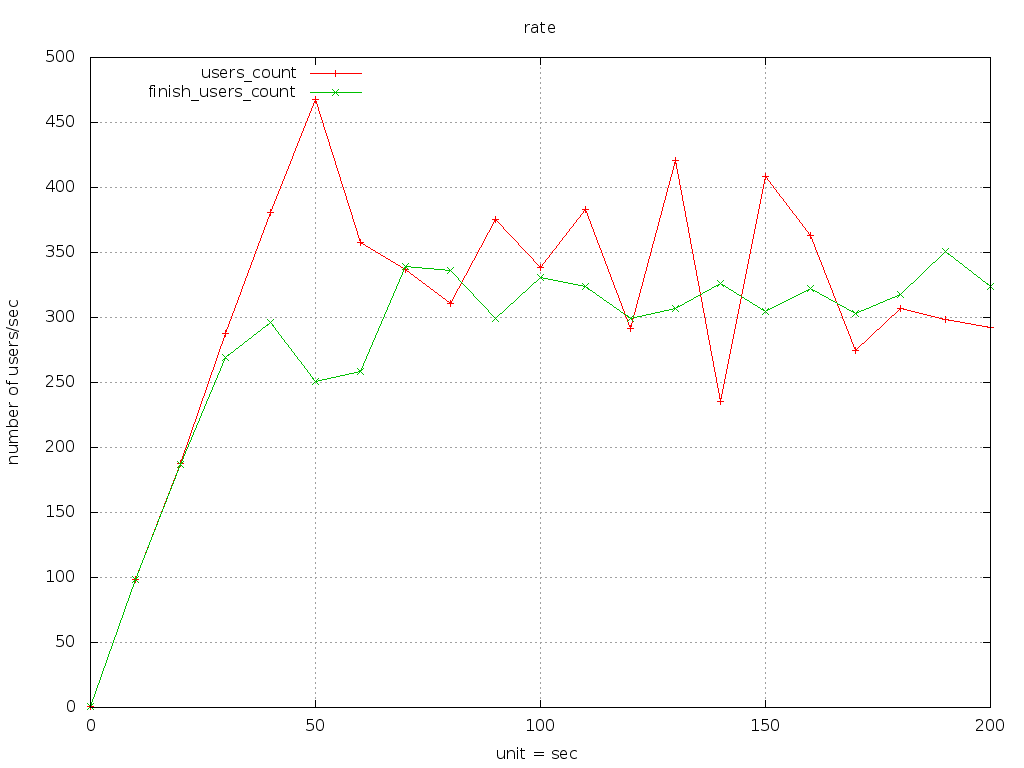 rate
500
users_count
finish_users_count
450
400
350
300
250
200
150
100
50
0
number of users/sec
0 50 100 150 200
unit = sec